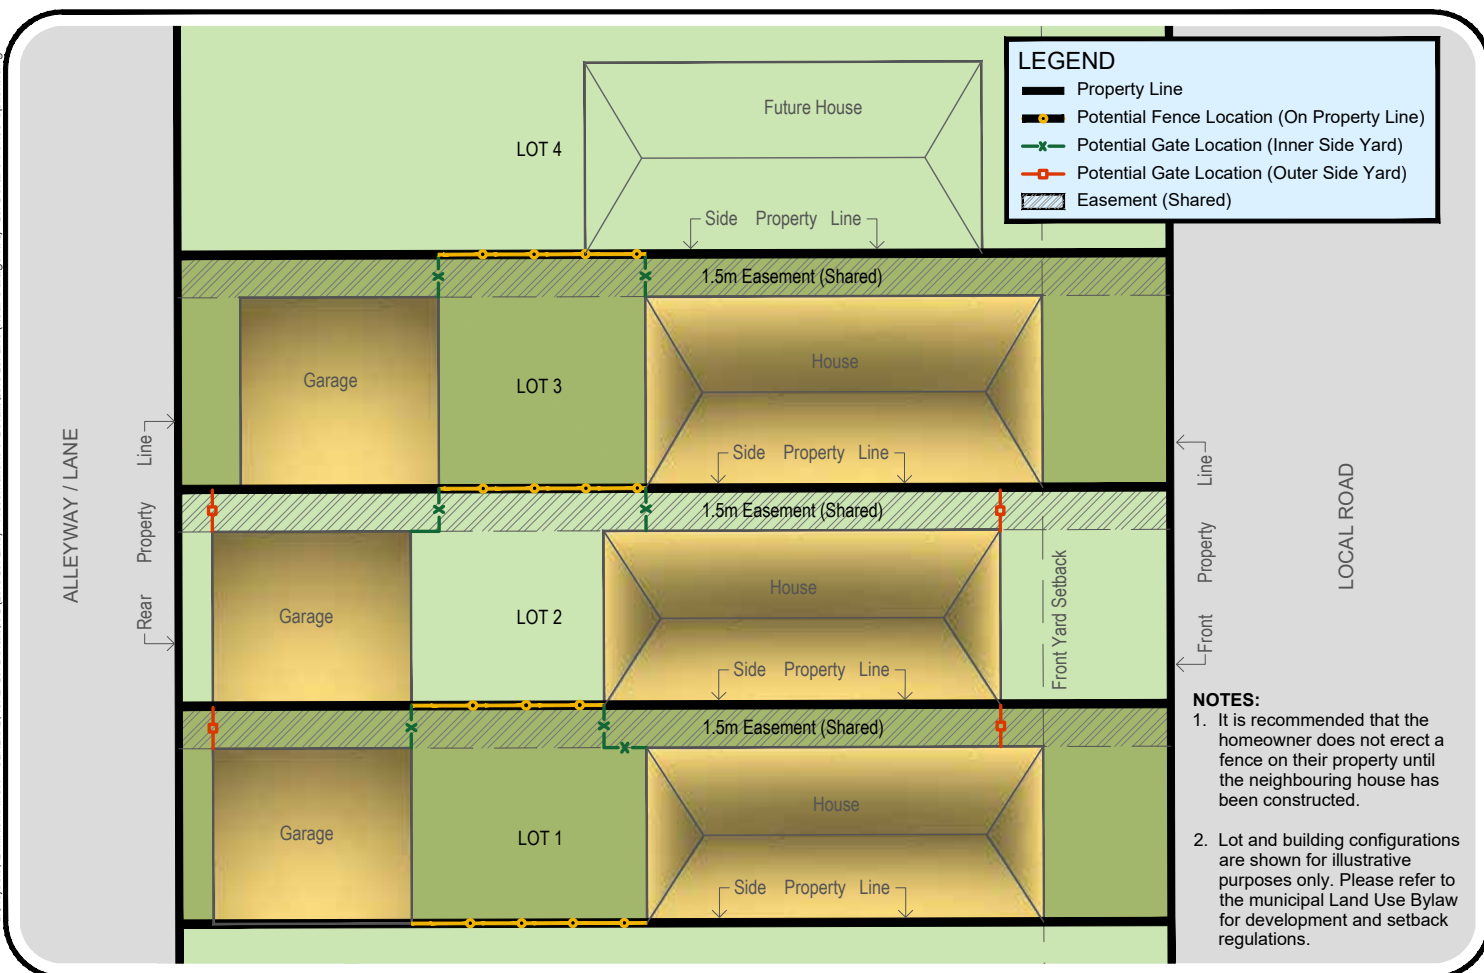 LEGEND
Property Line
Potential Fence Location (On Property Line)
Potential Gate Location (Inner Side Yard)
Potential Gate Location (Outer Side Yard)
Easement (Shared)
Future House
LOT 4
Side Property Line
1.5m Easement (Shared)
Garage
LOT 3
House
Side Property Line
1.5m Easement (Shared)
Garage
LOT 2
House
Side Property Line
1.5m Easement (Shared)
Garage
LOT 1
House
Side Property Line
ALLEYWAY / LANE
Rear Property Line
Front Yard Setback
Front Property Line
LOCAL ROAD
NOTES:
1. It is recommended that the
homeowner does not erect a
fence on their property until
the neighbouring house has
been constructed.
2. Lot and building configurations
are shown for illustrative
purposes only. Please refer to
the municipal Land Use Bylaw
for development and setback
regulations.